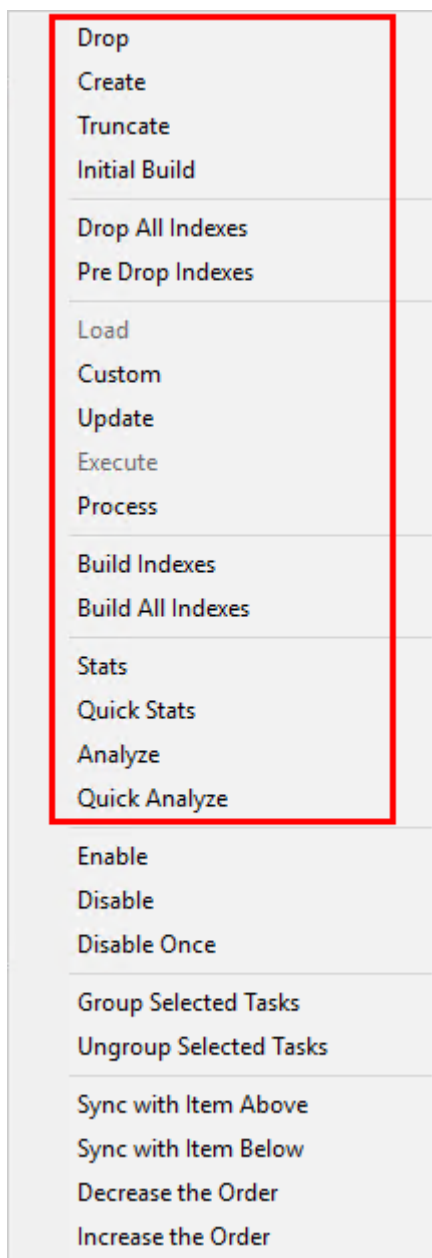 Drop
Create
Truncate
Initial Build
Drop All Indexes
Pre Drop Indexes
Load
Custom
Update
Execute
Process
Build Indexes
Build All Indexes
Stats
Quick Stats
Analyze
Quick Analyze
Enable
Disable
Disable Once
Group Selected Tasks
Ungroup Selected Tasks
Sync with Item Above
Sync with Item Below
Decrease the Order
Increase the Order